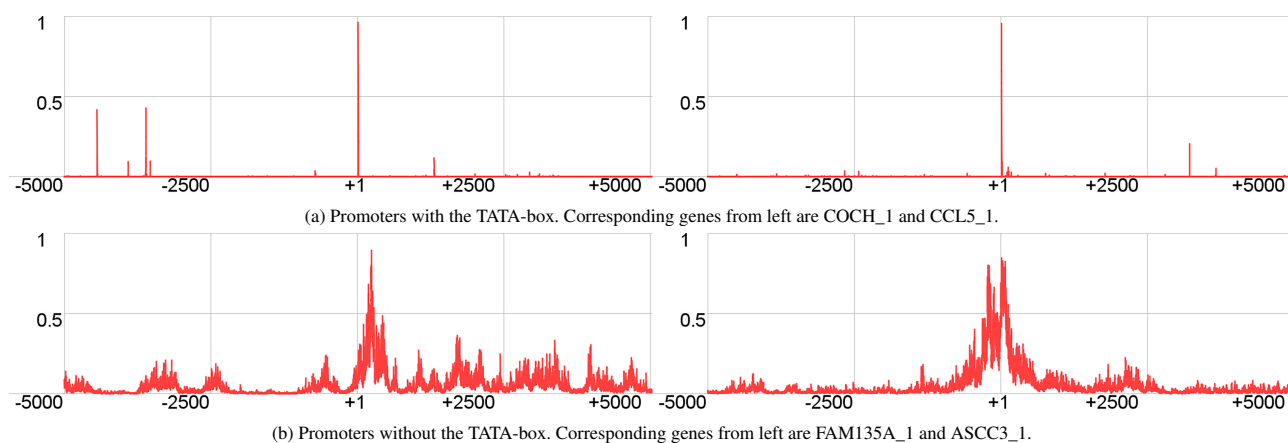 1 1
0.5 0.5
-5000 -2500 +1 +2500 +5000 -5000 -2500 +1 +2500 +5000
(a) Promoters with the TATA-box. Corresponding genes from left are COCH_1 and CCL5_1.
1 1
0.5 0.5
-5000 -2500 +1 +2500 +5000 -5000 -2500 +1 +2500 +5000
(b) Promoters without the TATA-box. Corresponding genes from left are FAM135A_1 and ASCC3_1.